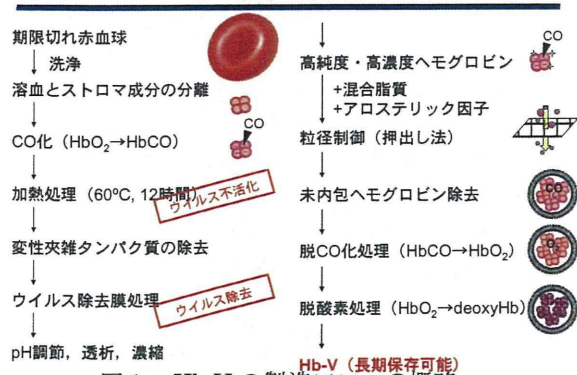 期限切れ赤血球
洗浄
溶血とストロマ成分の分離
CO
CO化(HbO₂→HbCO)
加熱処理(60ºC, 12時間)
ウイルス不活化
変性夾雑タンパク質の除去
ウイルス除去膜処理
ウイルス除去
pH調節,透析,濃縮
CO
高純度・高濃度ヘモグロビン
+混合脂質
+アロステリック因子
粒径制御(押出し法)
未内包ヘモグロビン除去
CO
脱CO化処理(HbCO→HbO₂)
O₂
脱酸素処理(HbO₂→deoxyHb)
Hb-V(長期保存可能)